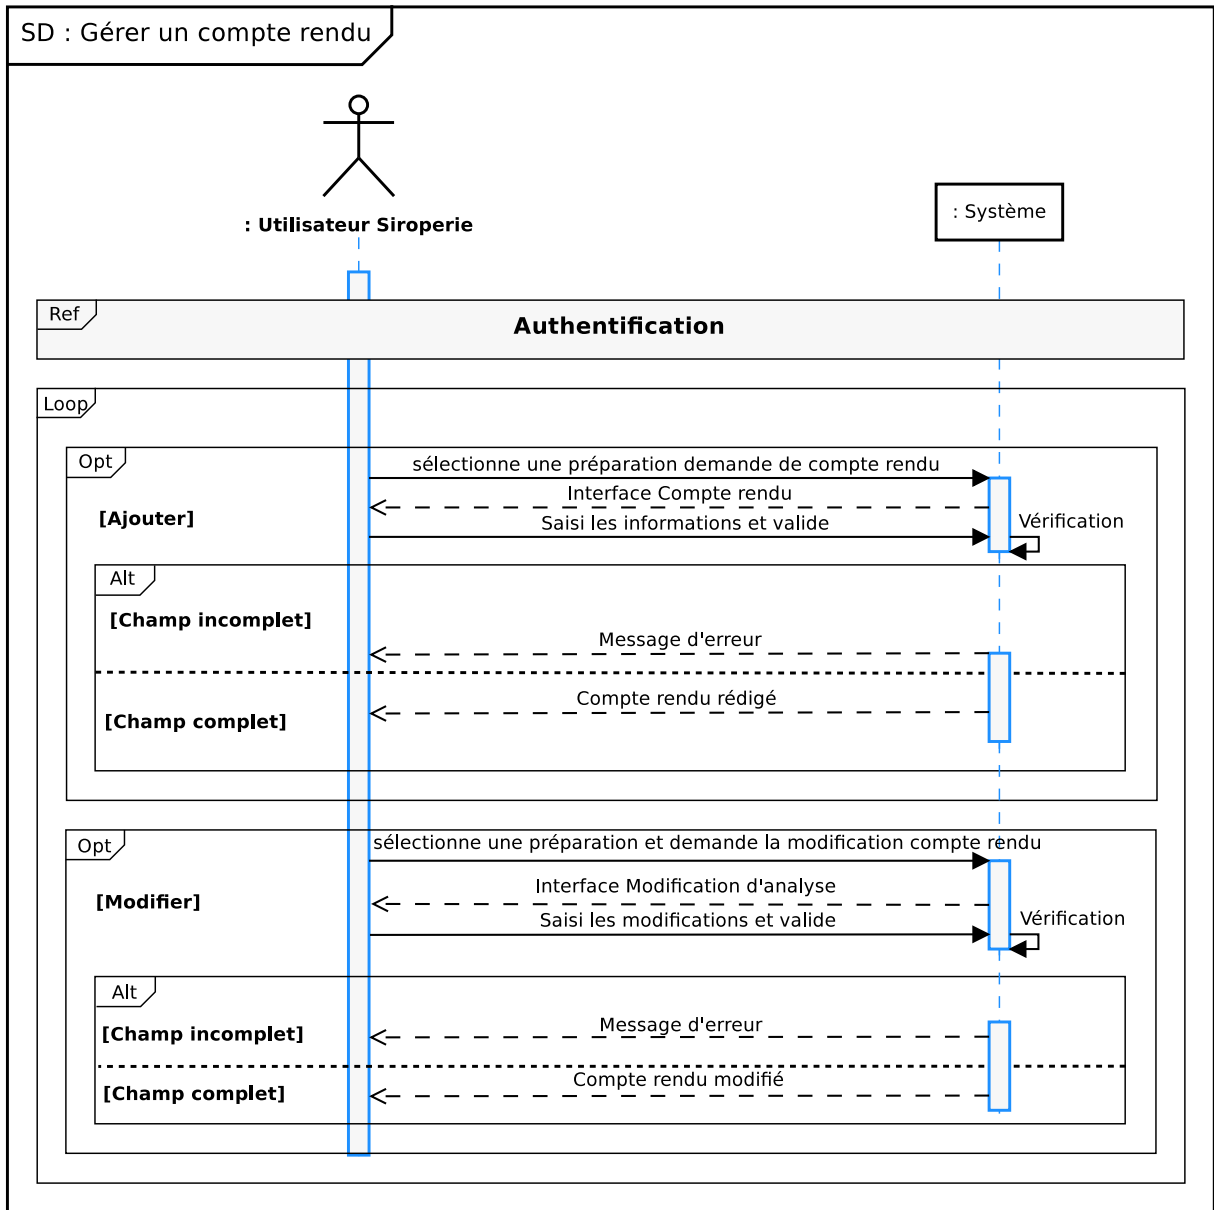 SD : Gérer un compte rendu
: Utilisateur Siroperie
: Système
Ref
Authentification
Loop
Opt
sélectionne une préparation demande de compte rendu
Interface Compte rendu
[Ajouter]
Saisi les informations et valide
Vérification
Alt
[Champ incomplet]
Message d'erreur
Compte rendu rédigé
[Champ complet]
Opt
sélectionne une préparation et demande la modification compte rendu
Interface Modification d'analyse
[Modifier]
Saisi les modifications et valide
Vérification
Alt
[Champ incomplet]
Message d'erreur
Compte rendu modifié
[Champ complet]